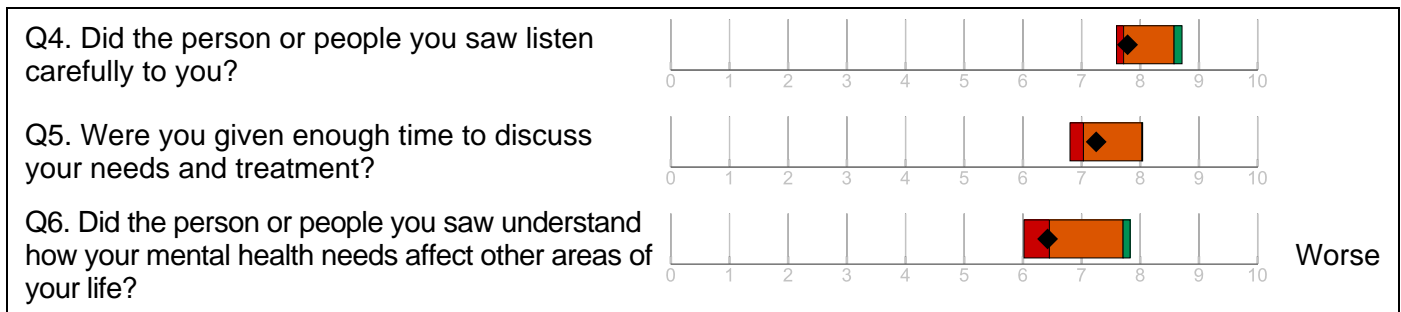 Q4. Did the person or people you saw listen
carefully to you?
0 1 2 3 4 5 6 7 8 9 10
Q5. Were you given enough time to discuss
your needs and treatment?
0 1 2 3 4 5 6 7 8 9 10
Q6. Did the person or people you saw understand
how your mental health needs affect other areas of
your life?
0 1 2 3 4 5 6 7 8 9 10
Worse